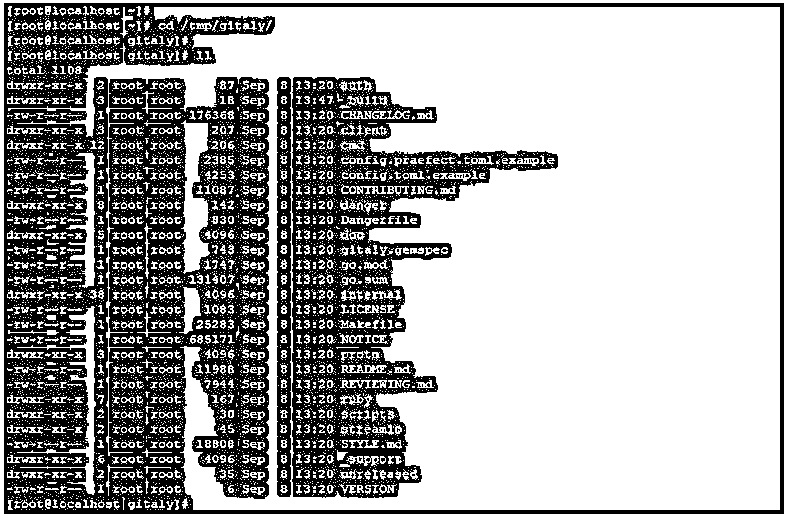 [root@localhost ~]#
[root@localhost ~]# cd /tmp/gitaly/
[root@localhost gitaly]#
[root@localhost gitaly]# ll
total 1108
drwxr-xr-x 2 root root 87 Sep 8 13:20 auth
drwxr-xr-x 3 root root 18 Sep 8 13:47 _build
-rw-r--r-- 1 root root 176368 Sep 8 13:20 CHANGELOG.md
drwxr-xr-x 3 root root 207 Sep 8 13:20 client
drwxr-xr-x 12 root root 206 Sep 8 13:20 cmd
-rw-r--r-- 1 root root 2385 Sep 8 13:20 config.praefect.toml.example
-rw-r--r-- 1 root root 4253 Sep 8 13:20 config.toml.example
-rw-r--r-- 1 root root 11087 Sep 8 13:20 CONTRIBUTING.md
drwxr-xr-x 8 root root 142 Sep 8 13:20 danger
-rw-r--r-- 1 root root 830 Sep 8 13:20 Dangerfile
drwxr-xr-x 5 root root 4096 Sep 8 13:20 doc
-rw-r--r-- 1 root root 748 Sep 8 13:20 gitaly.gemspec
-rw-r--r-- 1 root root 1747 Sep 8 13:20 go.mod
-rw-r--r-- 1 root root 131407 Sep 8 13:20 go.sum
drwxr-xr-x 38 root root 4096 Sep 8 13:20 internal
-rw-r--r-- 1 root root 1083 Sep 8 13:20 LICENSE
-rw-r--r-- 1 root root 25283 Sep 8 13:20 Makefile
-rw-r--r-- 1 root root 685171 Sep 8 13:20 NOTICE
drwxr-xr-x 3 root root 4096 Sep 8 13:20 proto
-rw-r--r-- 1 root root 11988 Sep 8 13:20 README.md
-rw-r--r-- 1 root root 7944 Sep 8 13:20 REVIEWING.md
drwxr-xr-x 7 root root 167 Sep 8 13:20 ruby
drwxr-xr-x 2 root root 30 Sep 8 13:20 scripts
drwxr-xr-x 2 root root 45 Sep 8 13:20 streamio
-rw-r--r-- 1 root root 18808 Sep 8 13:20 STYLE.md
drwxr-xr-x 6 root root 4096 Sep 8 13:20 _support
drwxr-xr-x 2 root root 35 Sep 8 13:20 unreleased
-rw-r--r-- 1 root root 6 Sep 8 13:20 VERSION
[root@localhost gitaly]#